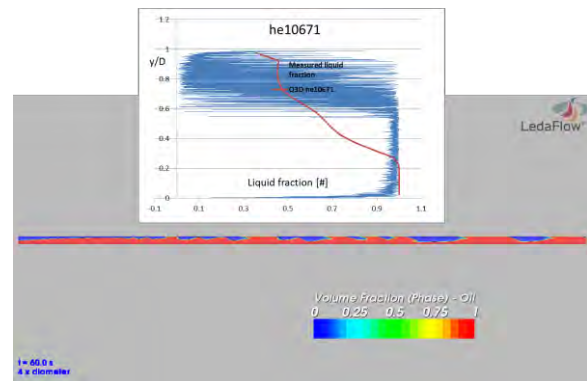 he10671
1.2
y/D
1
Measured liquid
fraction
0.8
Q3D he10671
0.6
0.4
0.2
Liquid fraction [#]
0
-0.1 0.1 0.3 0.5 0.7 0.9 1.1
LedaFlow
Volume Fraction (Phase) - Oil
0 0.25 0.5 0.75 1
t = 60.0 s
4 x diameter